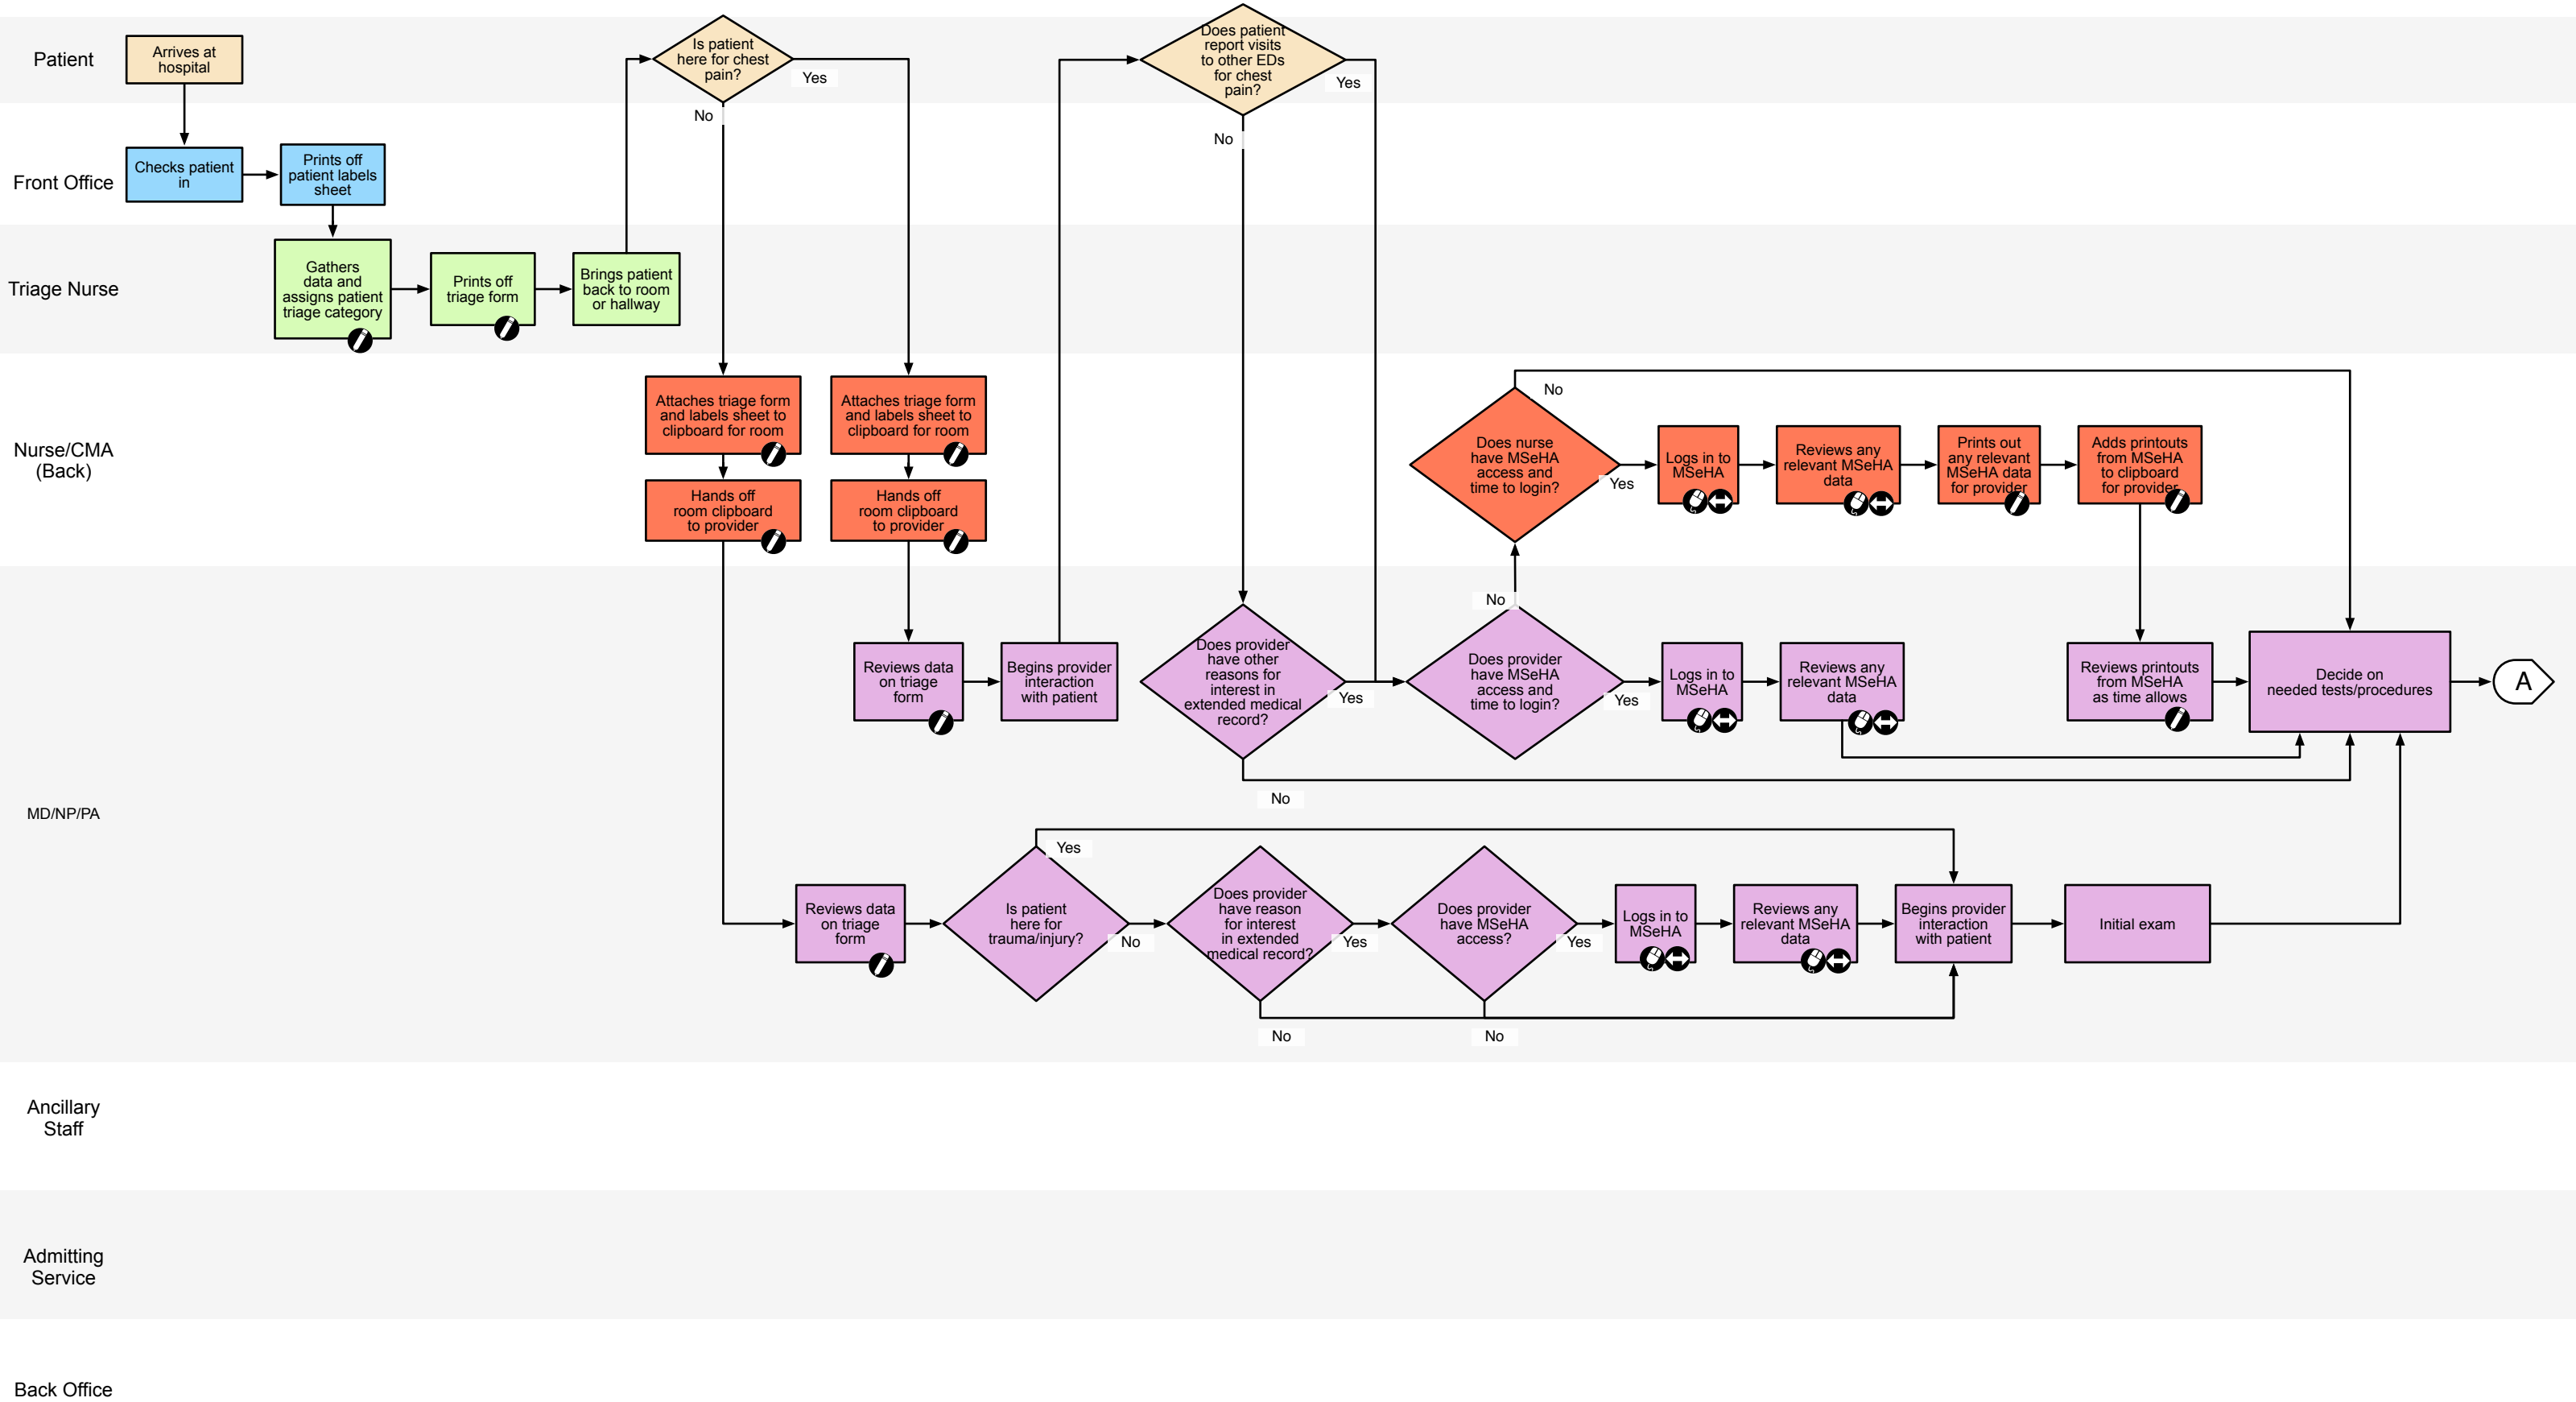 Patient
Arrives at
hospital
Is patient
here for chest
pain?
Yes
No
Does patient
report visits
to other EDs
for chest
pain?
Yes
No
Front Office
Checks patient
in
Prints off
patient labels
sheet
Triage Nurse
Gathers
data and
assigns patient
triage category
Prints off
triage form
Brings patient
back to room
or hallway
Nurse/CMA
(Back)
Attaches triage form
and labels sheet to
clipboard for room
Attaches triage form
and labels sheet to
clipboard for room
Hands off
room clipboard
to provider
Hands off
room clipboard
to provider
No
Does nurse
have MSeHA
access and
time to login?
Yes
Logs in to
MSeHA
Reviews any
relevant MSeHA
data
Prints out
any relevant
MSeHA data
for provider
Adds printouts
from MSeHA
to clipboard
for provider
MD/NP/PA
Reviews data
on triage
form
Begins provider
interaction
with patient
Does provider
have other
reasons for
interest in
extended medical
record?
Yes
No
No
Does provider
have MSeHA
access and
time to login?
Yes
Logs in to
MSeHA
Reviews any
relevant MSeHA
data
Reviews printouts
from MSeHA
as time allows
Decide on
needed tests/procedures
A
Reviews data
on triage
form
Yes
Is patient
here for
trauma/injury?
No
Does provider
have reason
for interest
in extended
medical record?
Yes
No
Does provider
have MSeHA
access?
Yes
No
Logs in to
MSeHA
Reviews any
relevant MSeHA
data
Begins provider
interaction
with patient
Initial exam
Ancillary
Staff
Admitting
Service
Back Office